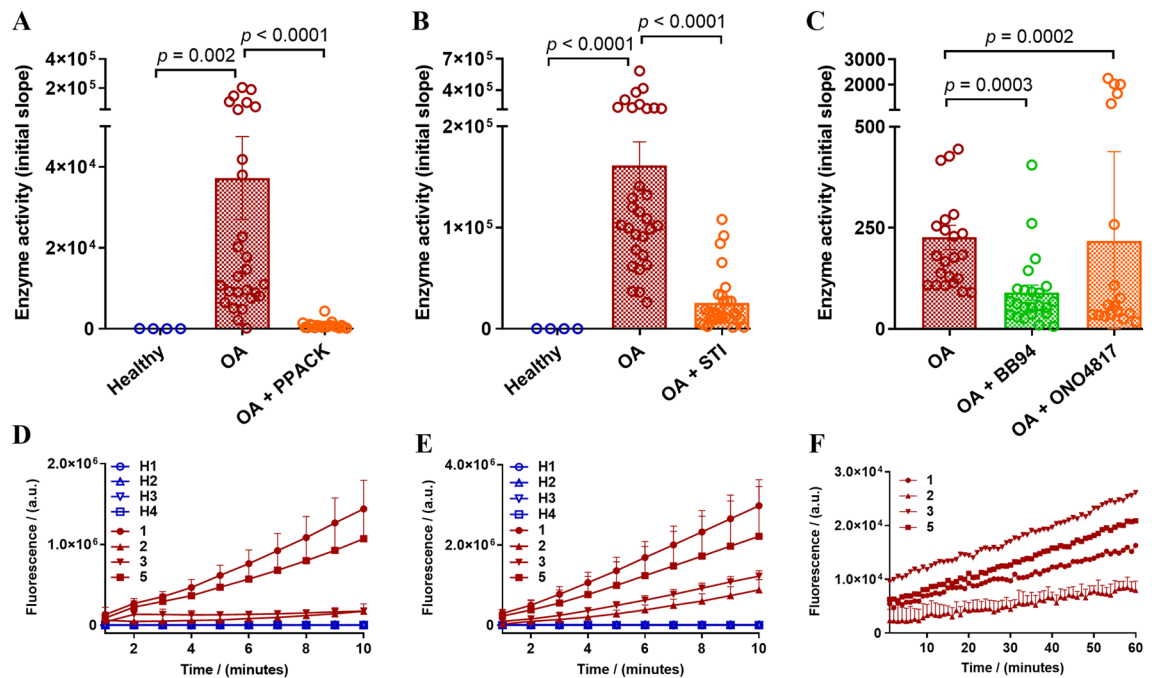 A
Enzyme activity (initial slope)
p = 0.002
p < 0.0001
4×10⁵
2×10⁵
4×10⁴
2×10⁴
0
Healthy
OA
OA + PPACK
B
Enzyme activity (initial slope)
p < 0.0001
p < 0.0001
7×10⁵
3×10⁵
2×10⁵
1×10⁵
0
Healthy
OA
OA + STI
C
Enzyme activity (initial slope)
p = 0.0002
p = 0.0003
3000
2000
1000
500
250
0
OA
OA + BB94
OA + ONO4817
D
Fluorescence / (a.u.)
2.0×10⁶
1.0×10⁶
0
H1
H2
H3
H4
1
2
3
5
2
4
6
8
10
Time / (minutes)
E
Fluorescence / (a.u.)
4.0×10⁶
2.0×10⁶
0
H1
H2
H3
H4
1
2
3
5
2
4
6
8
10
Time / (minutes)
F
Fluorescence / (a.u.)
3.0×10⁴
2.0×10⁴
1.0×10⁴
0
1
2
3
5
10
20
30
40
50
60
Time / (minutes)